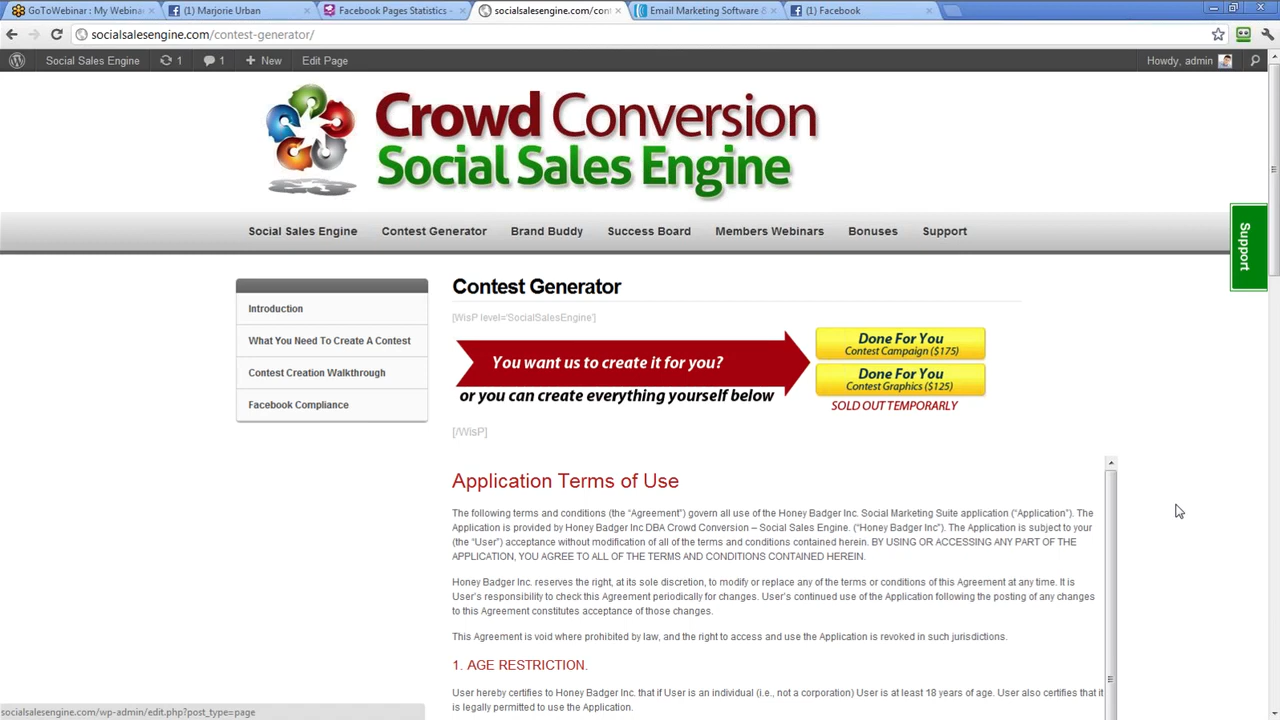 GoToWebinar : My Webinar
(1) Marjorie Urban
Facebook Pages Statistics -
socialsalesengine.com/cont
Email Marketing Software &
(1) Facebook
socialsalesengine.com/contest-generator/
Social Sales Engine 1 1 + New Edit Page Howdy, admin
Crowd Conversion
Social Sales Engine
Social Sales Engine Contest Generator Brand Buddy Success Board Members Webinars Bonuses Support
Support
Introduction
What You Need To Create A Contest
Contest Creation Walkthrough
Facebook Compliance
Contest Generator
[WisP level='SocialSalesEngine']
You want us to create it for you?
or you can create everything yourself below
Done For You
Contest Campaign ($175)
Done For You
Contest Graphics ($125)
SOLD OUT TEMPORARLY
[/WisP]
Application Terms of Use
The following terms and conditions (the “Agreement”) govern all use of the Honey Badger Inc. Social Marketing Suite application (“Application”). The
Application is provided by Honey Badger Inc DBA Crowd Conversion – Social Sales Engine. (“Honey Badger Inc”). The Application is subject to your
(the “User”) acceptance without modification of all of the terms and conditions contained herein. BY USING OR ACCESSING ANY PART OF THE
APPLICATION, YOU AGREE TO ALL OF THE TERMS AND CONDITIONS CONTAINED HEREIN.
Honey Badger Inc. reserves the right, at its sole discretion, to modify or replace any of the terms or conditions of this Agreement at any time. It is
User’s responsibility to check this Agreement periodically for changes. User’s continued use of the Application following the posting of any changes
to this Agreement constitutes acceptance of those changes.
This Agreement is void where prohibited by law, and the right to access and use the Application is revoked in such jurisdictions.
1. AGE RESTRICTION.
User hereby certifies to Honey Badger Inc. that if User is an individual (i.e., not a corporation) User is at least 18 years of age. User also certifies that it
is legally permitted to use the Application.
socialsalesengine.com/wp-admin/edit.php?post_type=page